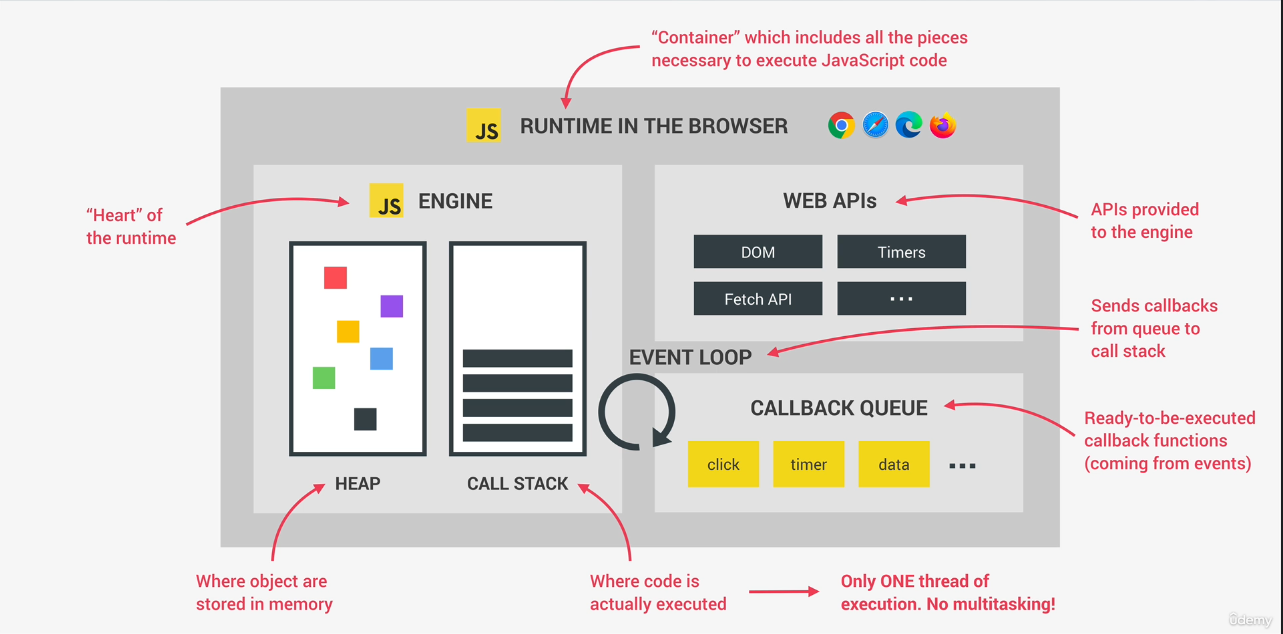 “Container” which includes all the pieces
necessary to execute JavaScript code
JS
RUNTIME IN THE BROWSER
“Heart” of
the runtime
JS
ENGINE
HEAP
CALL STACK
WEB APIs
DOM
Timers
Fetch API
...
APIs provided
to the engine
Sends callbacks
from queue to
call stack
EVENT LOOP
CALLBACK QUEUE
click
timer
data
...
Ready-to-be-executed
callback functions
(coming from events)
Where object are
stored in memory
Where code is
actually executed
Only ONE thread of
execution. No multitasking!
ûdemy